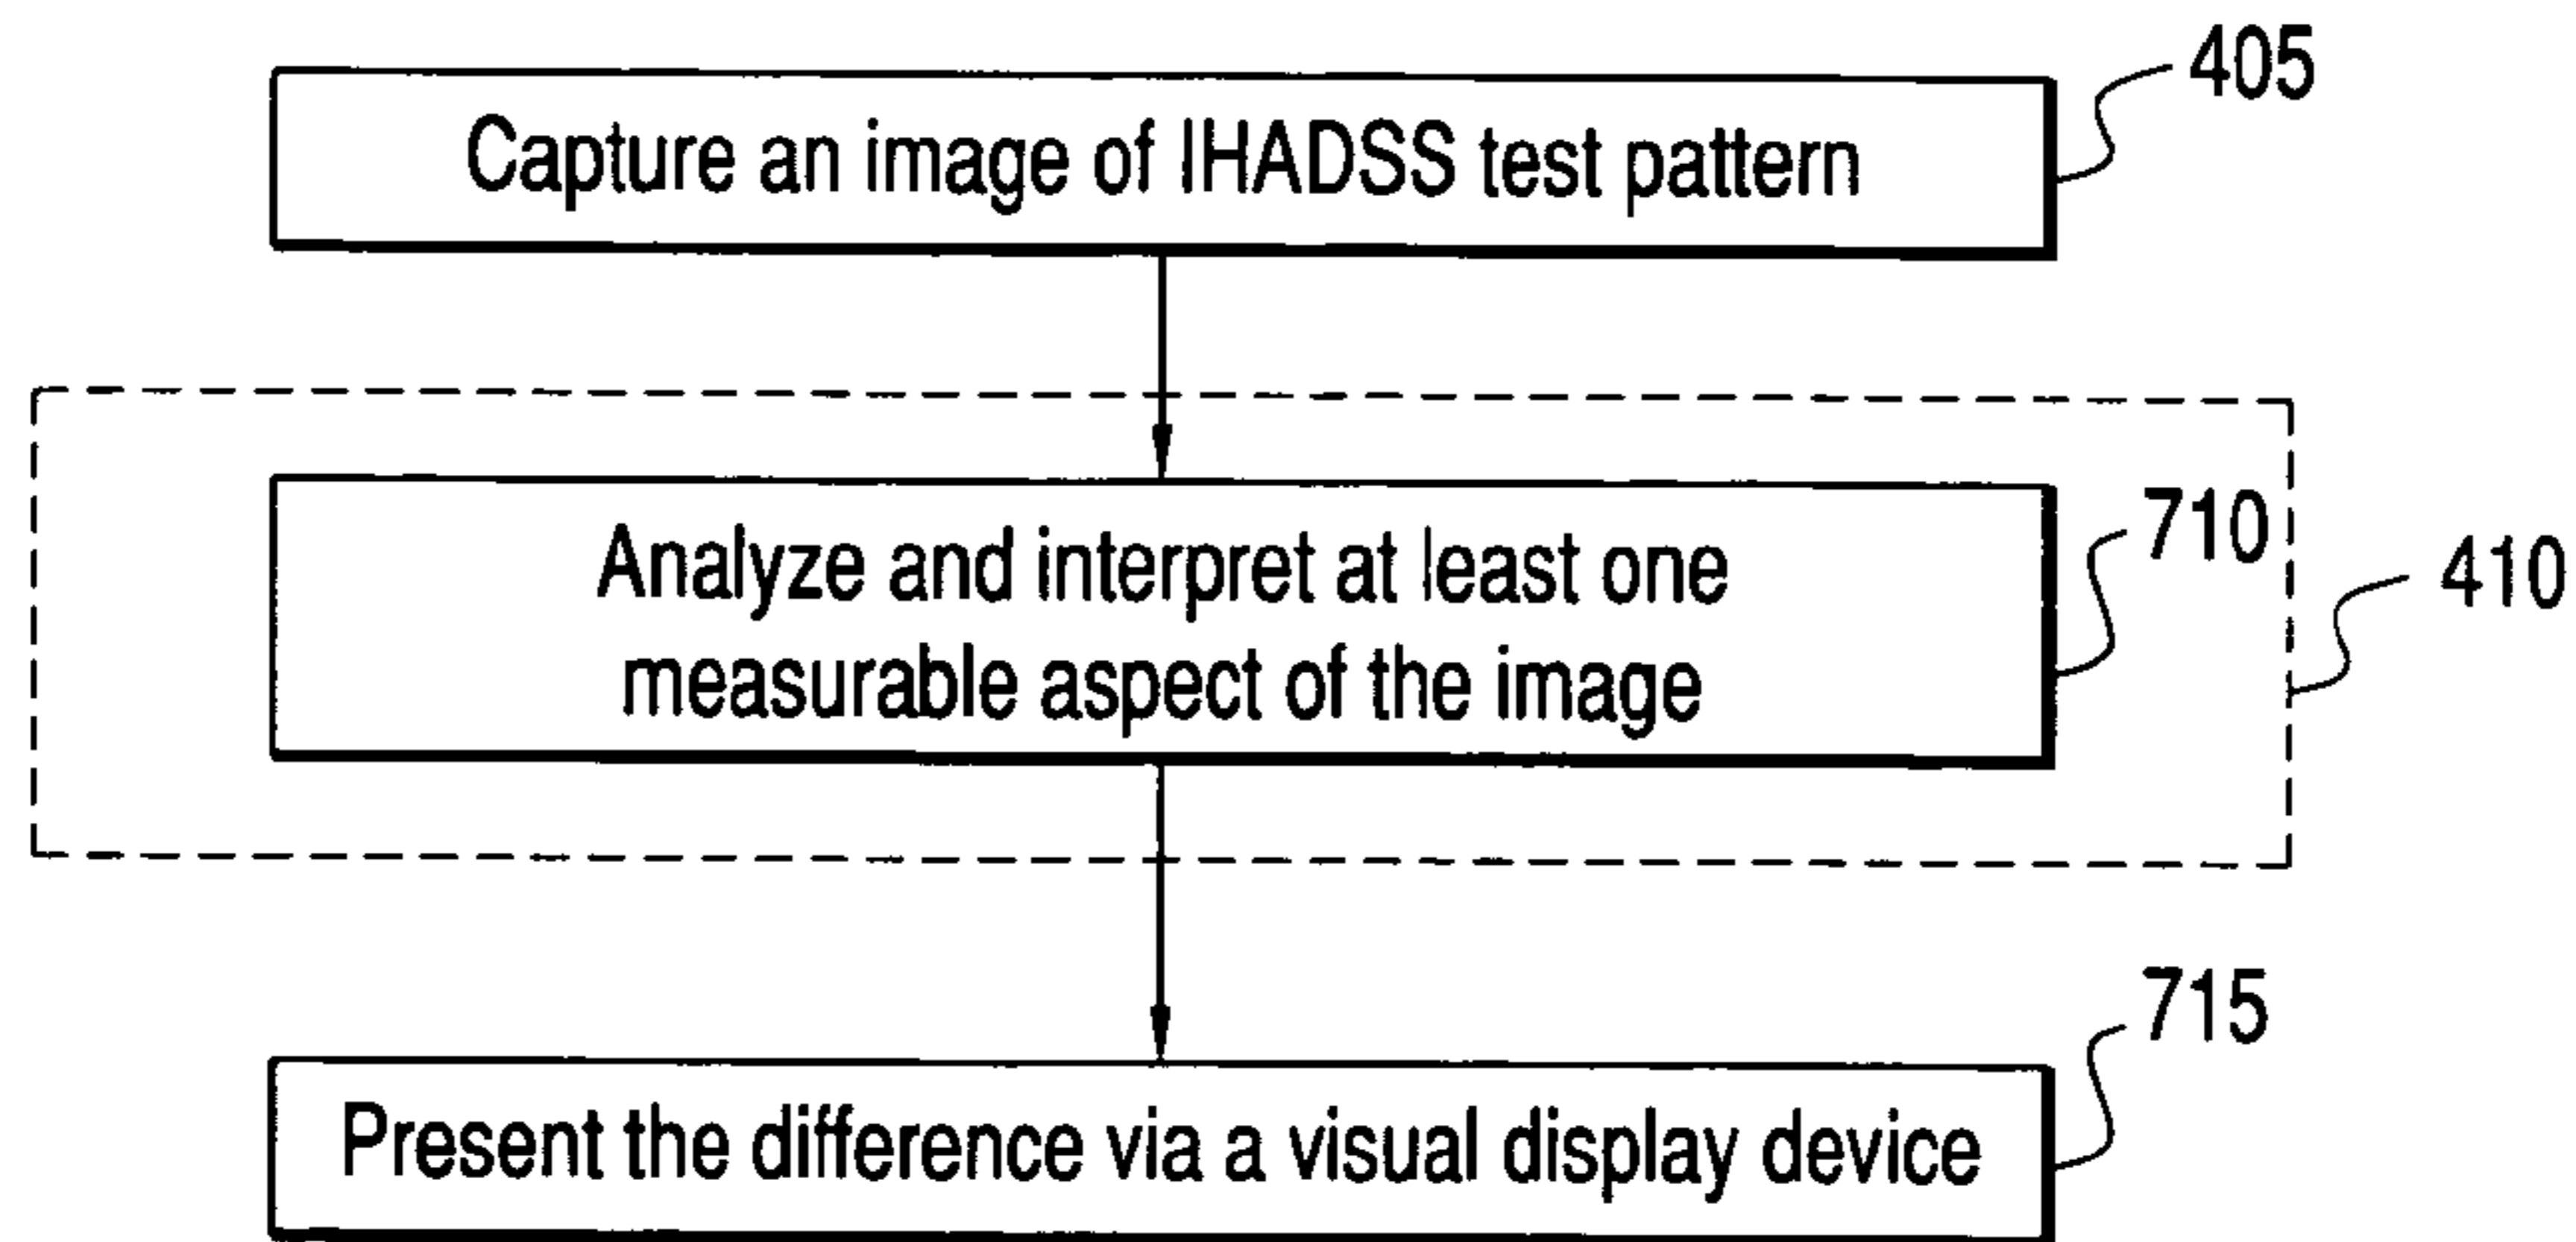 405
Capture an image of IHADSS test pattern
710
410
Analyze and interpret at least one
measurable aspect of the image
715
Present the difference via a visual display device